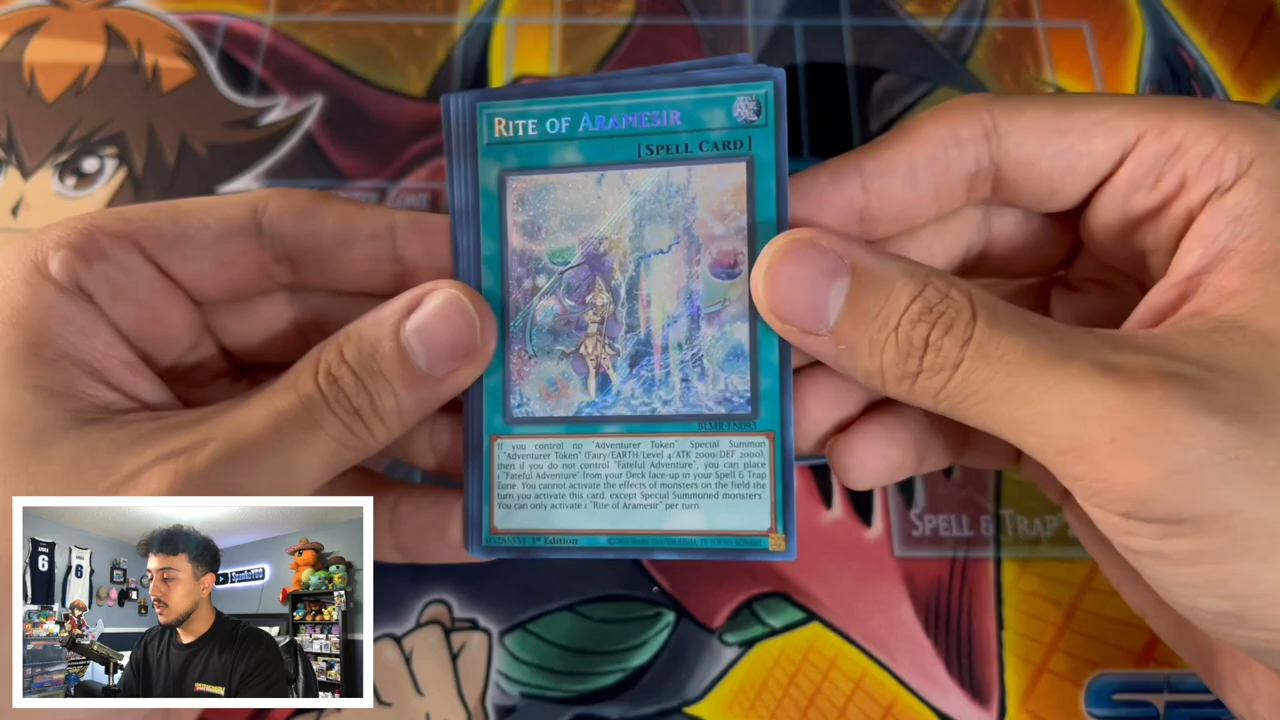 RITE OF ARAMESIR
[SPELL CARD]
BLMR-EN093
If you control no "Adventurer Token" Special Summon
1 "Adventurer Token" (Fairy/EARTH/Level 4/ATK 2000/DEF 2000),
then if you do not control "Fateful Adventure", you can place
1 "Fateful Adventure" from your Deck face-up in your Spell & Trap
Zone. You cannot activate the effects of monsters on the field the
turn you activate this card, except Special Summoned monsters'.
You can only activate 1 "Rite of Aramesir" per turn.
1st Edition
SPELL & TRAP
SpankoYGO
6
6